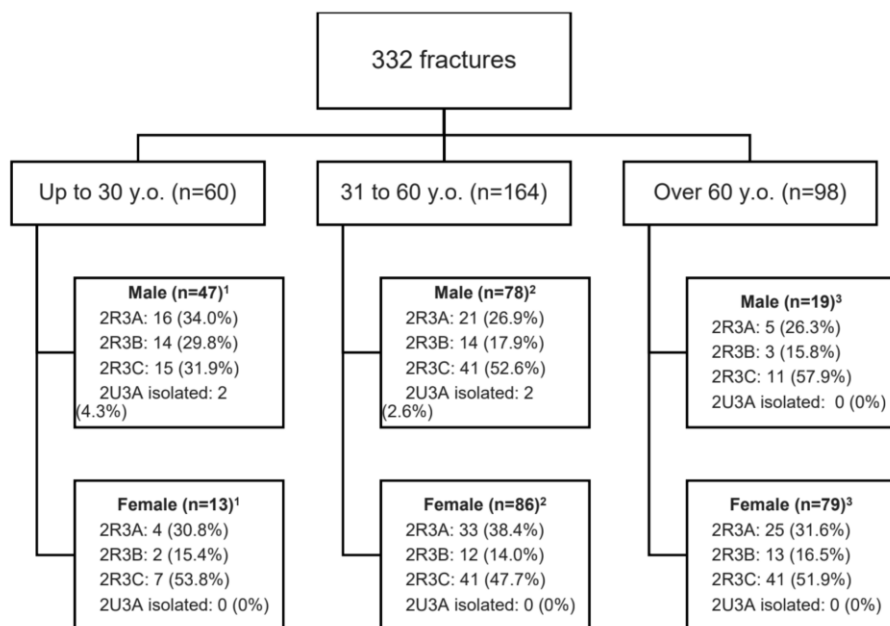 332 fractures
Up to 30 y.o. (n=60)
31 to 60 y.o. (n=164)
Over 60 y.o. (n=98)
Male (n=47)¹
2R3A: 16 (34.0%)
2R3B: 14 (29.8%)
2R3C: 15 (31.9%)
2U3A isolated: 2
(4.3%)
Male (n=78)²
2R3A: 21 (26.9%)
2R3B: 14 (17.9%)
2R3C: 41 (52.6%)
2U3A isolated: 2
(2.6%)
Male (n=19)³
2R3A: 5 (26.3%)
2R3B: 3 (15.8%)
2R3C: 11 (57.9%)
2U3A isolated: 0 (0%)
Female (n=13)¹
2R3A: 4 (30.8%)
2R3B: 2 (15.4%)
2R3C: 7 (53.8%)
2U3A isolated: 0 (0%)
Female (n=86)²
2R3A: 33 (38.4%)
2R3B: 12 (14.0%)
2R3C: 41 (47.7%)
2U3A isolated: 0 (0%)
Female (n=79)³
2R3A: 25 (31.6%)
2R3B: 13 (16.5%)
2R3C: 41 (51.9%)
2U3A isolated: 0 (0%)